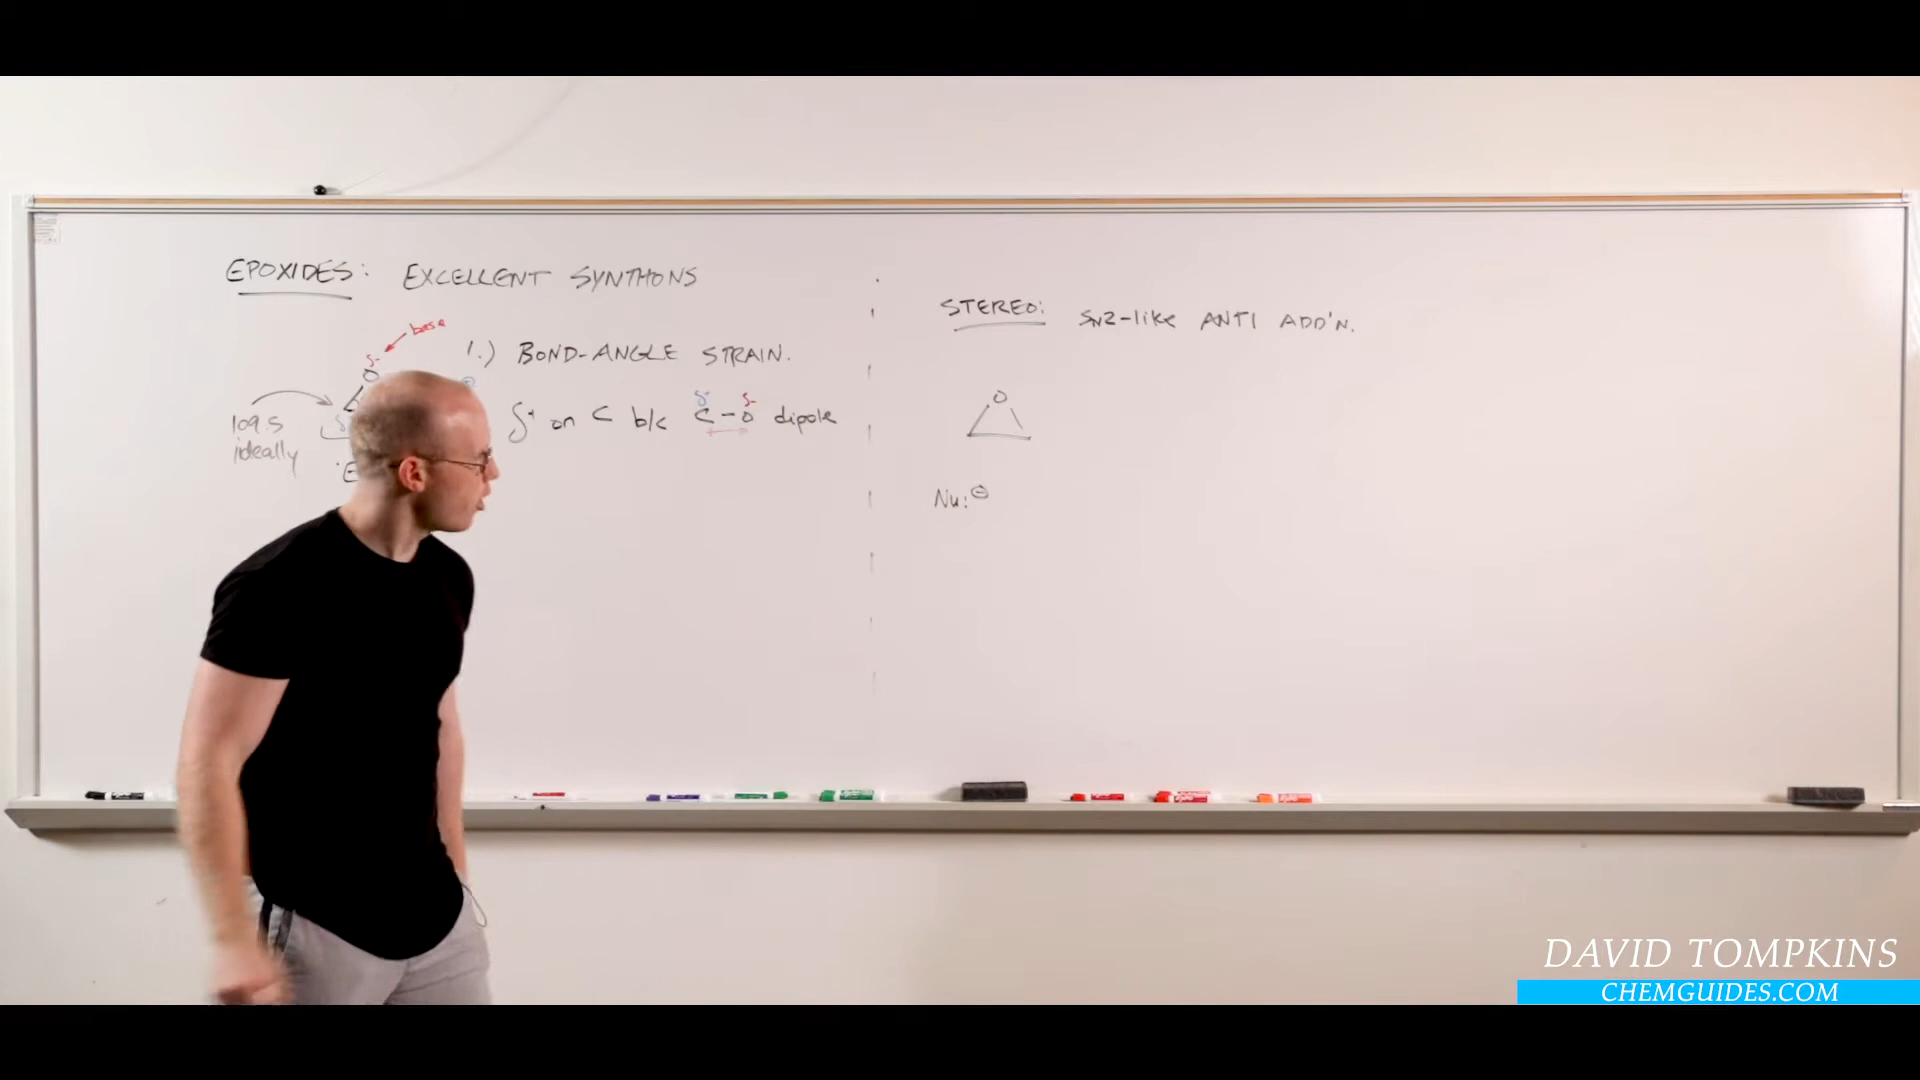 EPOXIDES: EXCELLENT SYNTHONS
base
δ-
O
1.) BOND-ANGLE STRAIN.
109.5
ideally
δ+ on C b/c C-O dipole
δ+ δ-
STEREO: SN2-like ANTI ADD'N.
O
Nu:⊖
DAVID TOMPKINS
CHEMGUIDES.COM